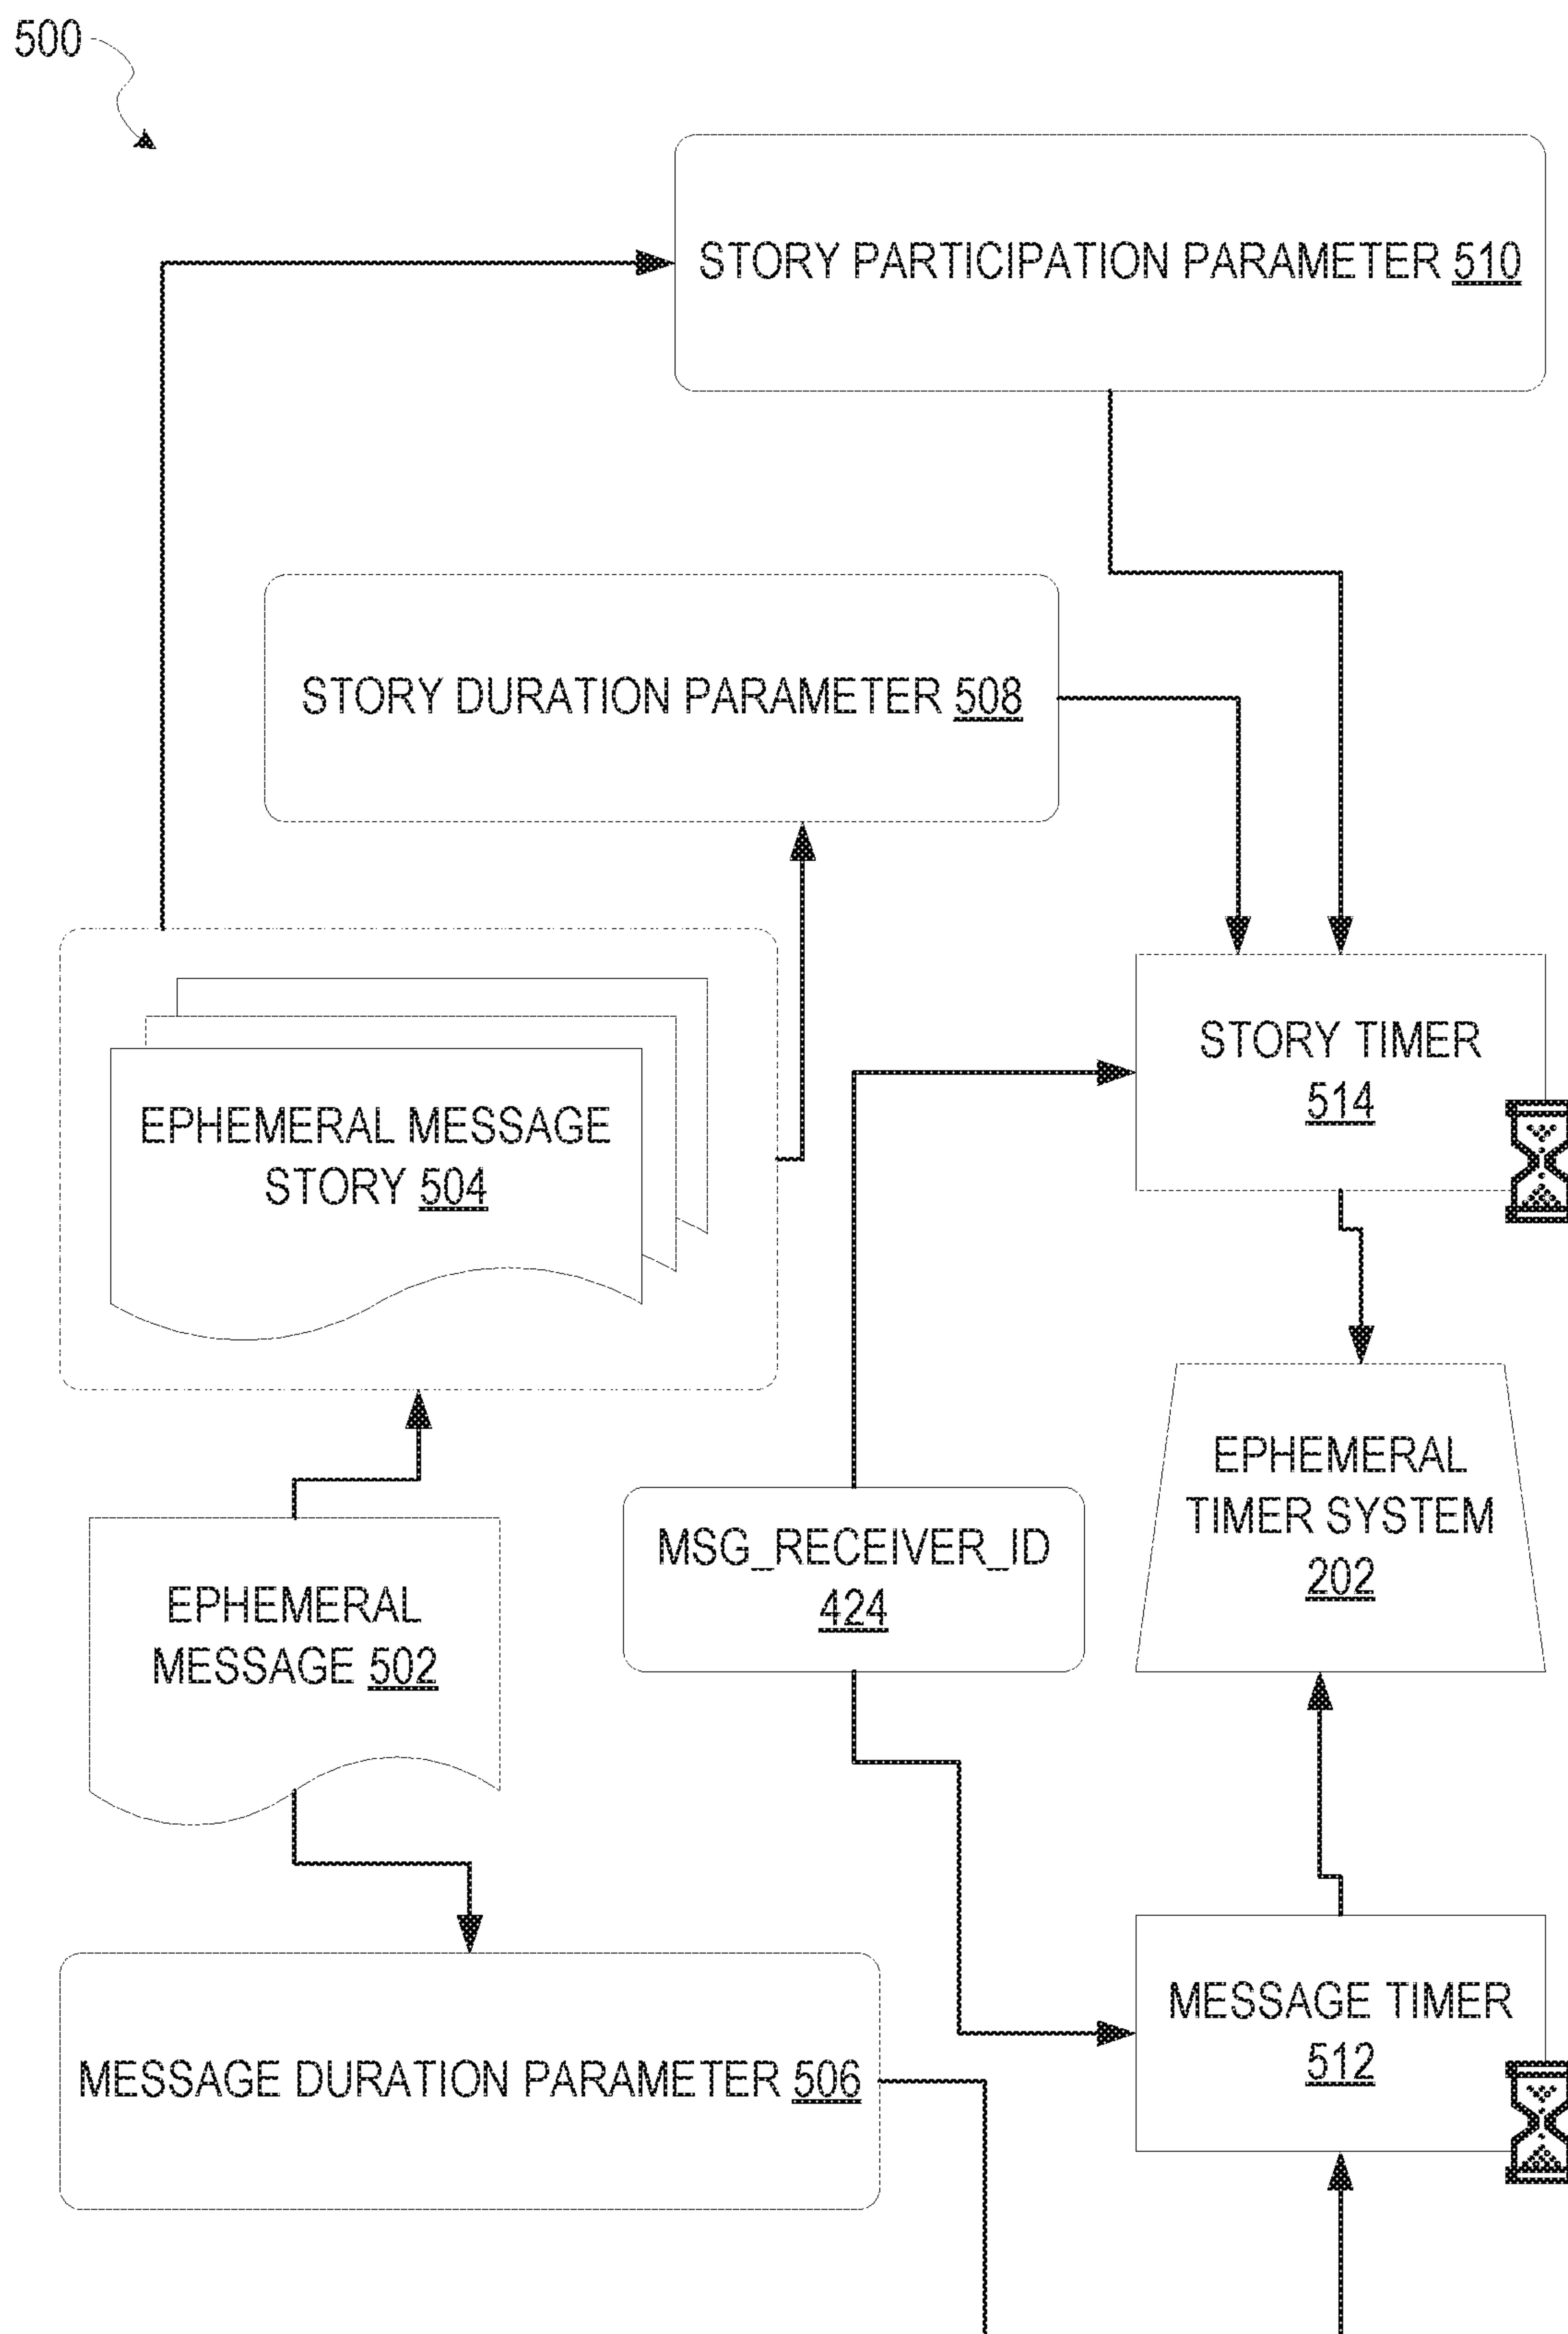 500
STORY PARTICIPATION PARAMETER 510
STORY DURATION PARAMETER 508
EPHEMERAL MESSAGE
STORY 504
STORY TIMER
514
EPHEMERAL
TIMER SYSTEM
202
MSG_RECEIVER_ID
424
EPHEMERAL
MESSAGE 502
MESSAGE TIMER
512
MESSAGE DURATION PARAMETER 506